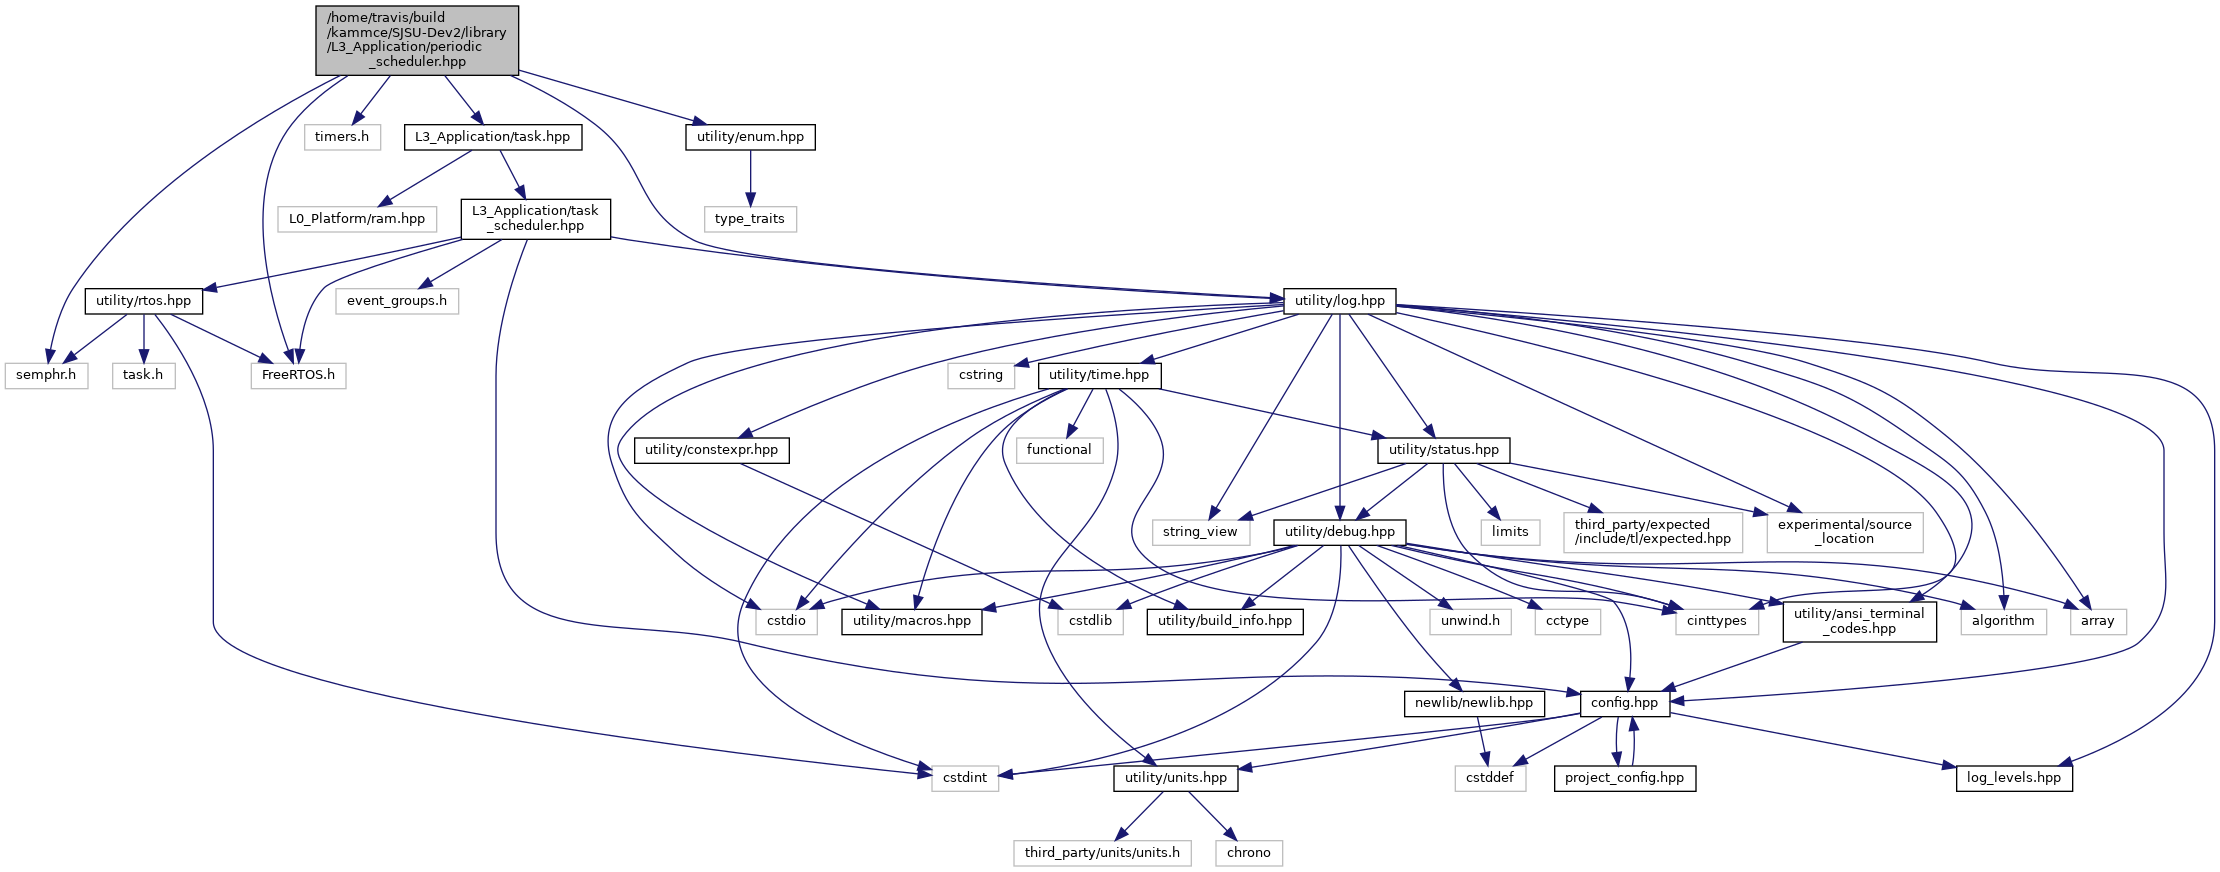 /home/travis/build
/kammce/SJSU-Dev2/library
/L3_Application/periodic
_scheduler.hpp
timers.h
L3_Application/task.hpp
utility/enum.hpp
L0_Platform/ram.hpp
L3_Application/task
_scheduler.hpp
type_traits
utility/rtos.hpp
event_groups.h
utility/log.hpp
semphr.h
task.h
FreeRTOS.h
cstring
utility/time.hpp
utility/constexpr.hpp
functional
utility/status.hpp
string_view
utility/debug.hpp
limits
third_party/expected
/include/tl/expected.hpp
experimental/source
_location
cstdio
utility/macros.hpp
cstdlib
utility/build_info.hpp
unwind.h
cctype
cinttypes
utility/ansi_terminal
_codes.hpp
algorithm
array
newlib/newlib.hpp
config.hpp
cstdint
utility/units.hpp
cstddef
project_config.hpp
log_levels.hpp
third_party/units/units.h
chrono